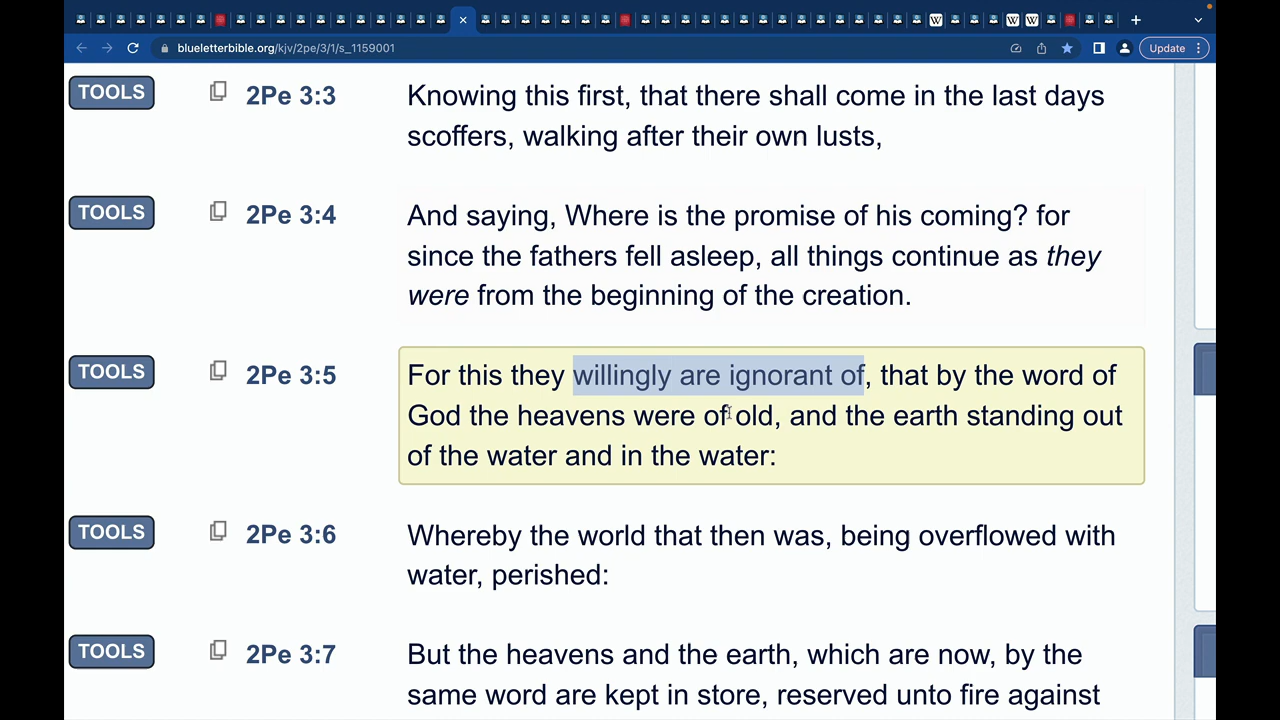 blueletterbible.org/kjv/2pe/3/1/s_1159001
Update
TOOLS 2Pe 3:3 Knowing this first, that there shall come in the last days
scoffers, walking after their own lusts,
TOOLS 2Pe 3:4 And saying, Where is the promise of his coming? for
since the fathers fell asleep, all things continue as they
were from the beginning of the creation.
TOOLS 2Pe 3:5 For this they willingly are ignorant of, that by the word of
God the heavens were of old, and the earth standing out
of the water and in the water:
TOOLS 2Pe 3:6 Whereby the world that then was, being overflowed with
water, perished:
TOOLS 2Pe 3:7 But the heavens and the earth, which are now, by the
same word are kept in store, reserved unto fire against